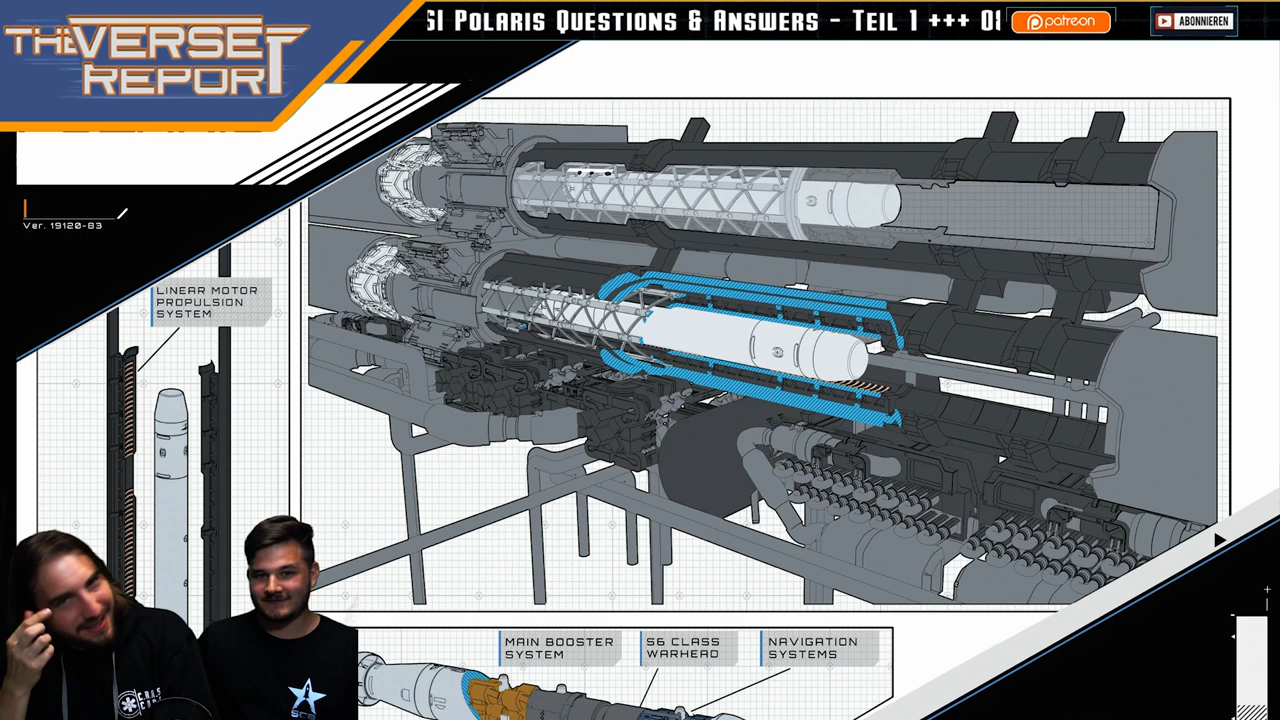 THE VERSE
REPORT
SI POLARIS QUESTIONS & ANSWERS - TEIL 1 +++ 0
patreon
ABONNIEREN
Ver. 19120-83
LINEAR MOTOR
PROPULSION
SYSTEM
MAIN BOOSTER
SYSTEM
S6 CLASS
WARHEAD
NAVIGATION
SYSTEMS